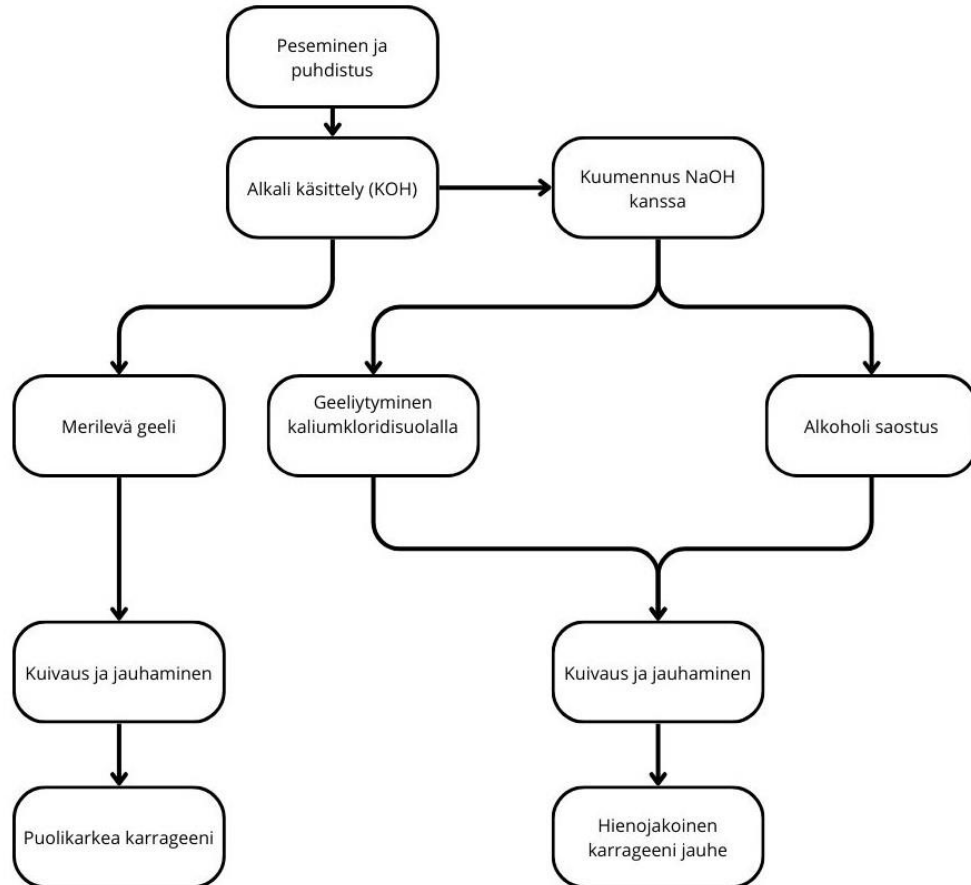 Peseminen ja
puhdistus
Alkali käsittely (KOH)
Kuumennus NaOH
kanssa
Merilevä geeli
Geeliytyminen
kaliumkloridisuolalla
Alkoholi saostus
Kuivaus ja jauhaminen
Kuivaus ja jauhaminen
Puolikarkea karrageeni
Hienojakoinen
karrageeni jauhe